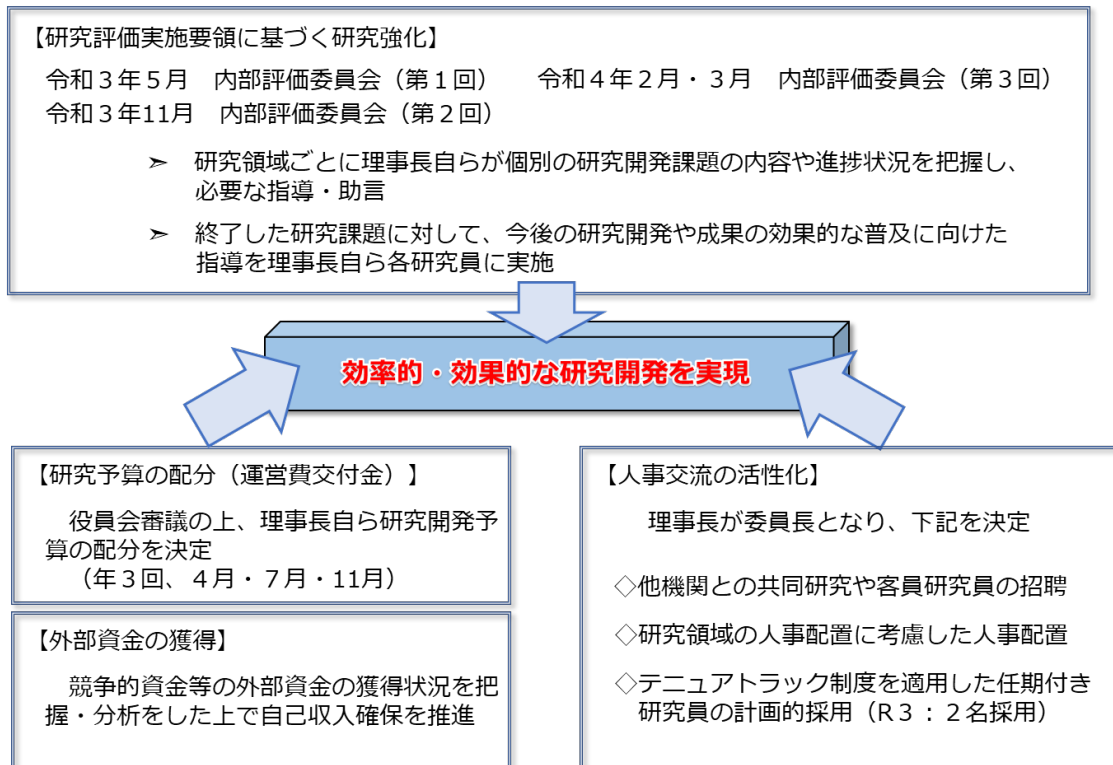 【研究評価実施要領に基づく研究強化】
令和３年５月　内部評価委員会（第１回）　　令和４年２月・３月　内部評価委員会（第３回）
令和３年11月　内部評価委員会（第２回）
➣　研究領域ごとに理事長自らが個別の研究開発課題の内容や進捗状況を把握し、
必要な指導・助言
➣　終了した研究課題に対して、今後の研究開発や成果の効果的な普及に向けた
指導を理事長自ら各研究員に実施
効率的・効果的な研究開発を実現
【研究予算の配分（運営費交付金）】
役員会審議の上、理事長自ら研究開発予
算の配分を決定
（年３回、４月・７月・11月）
【外部資金の獲得】
競争的資金等の外部資金の獲得状況を把
握・分析をした上で自己収入確保を推進
【人事交流の活性化】
理事長が委員長となり、下記を決定
◇他機関との共同研究や客員研究員の招聘
◇研究領域の人事配置に考慮した人事配置
◇テニュアトラック制度を適用した任期付き
研究員の計画的採用（Ｒ３：２名採用）